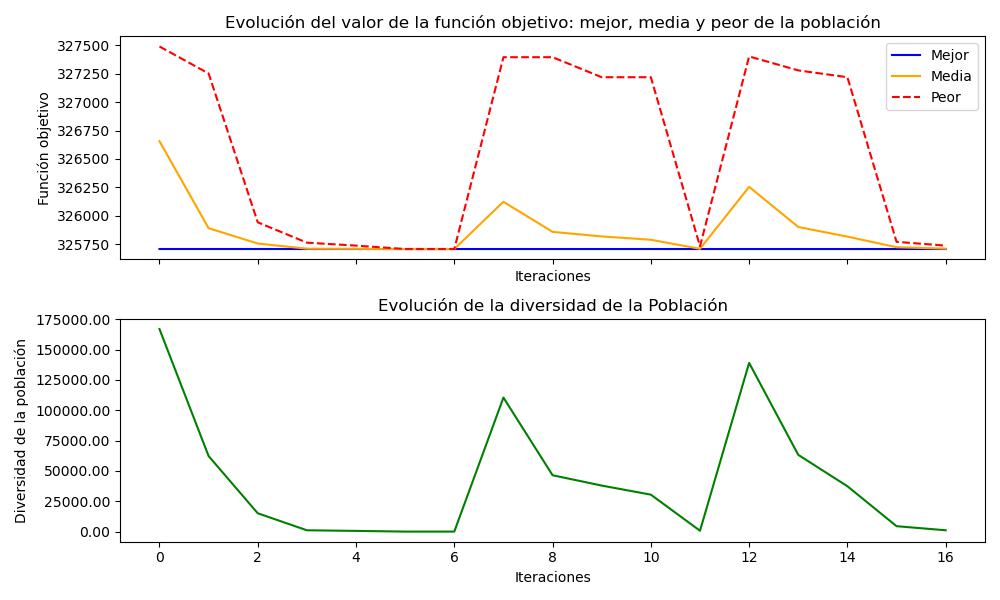 Evolución del valor de la función objetivo: mejor, media y peor de la población
Función objetivo
327500
327250
327000
326750
326500
326250
326000
325750
Mejor
Media
Peor
Iteraciones
Evolución de la diversidad de la Población
Diversidad de la población
175000.00
150000.00
125000.00
100000.00
75000.00
50000.00
25000.00
0.00
0 2 4 6 8 10 12 14 16
Iteraciones